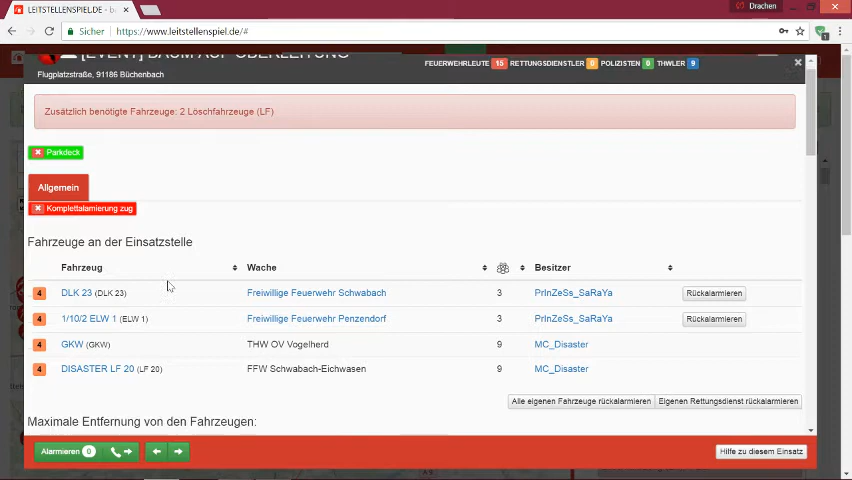 LEITSTELLENSPIEL.DE - b
Drachen
Sicher
https://www.leitstellenspiel.de/#
[EVENT] BAUM AUF OBERLEITUNG
Flugplatzstraße, 91186 Büchenbach
FEUERWEHRLEUTE 15 RETTUNGSDIENSTLER 0 POLIZISTEN 0 THWLER 9
Zusätzlich benötigte Fahrzeuge: 2 Löschfahrzeuge (LF)
Parkdeck
Allgemein
Komplettalamierung zug
Fahrzeuge an der Einsatzstelle
Fahrzeug Wache Besitzer
4 DLK 23 (DLK 23) Freiwillige Feuerwehr Schwabach 3 PrInZeSs_SaRaYa Rückalarmieren
4 1/10/2 ELW 1 (ELW 1) Freiwillige Feuerwehr Penzendorf 3 PrInZeSs_SaRaYa Rückalarmieren
4 GKW (GKW) THW OV Vogelherd 9 MC_Disaster
4 DISASTER LF 20 (LF 20) FFW Schwabach-Eichwasen 9 MC_Disaster
Alle eigenen Fahrzeuge rückalarmieren Eigenen Rettungsdienst rückalarmieren
Maximale Entfernung von den Fahrzeugen:
Alarmieren 0
Hilfe zu diesem Einsatz